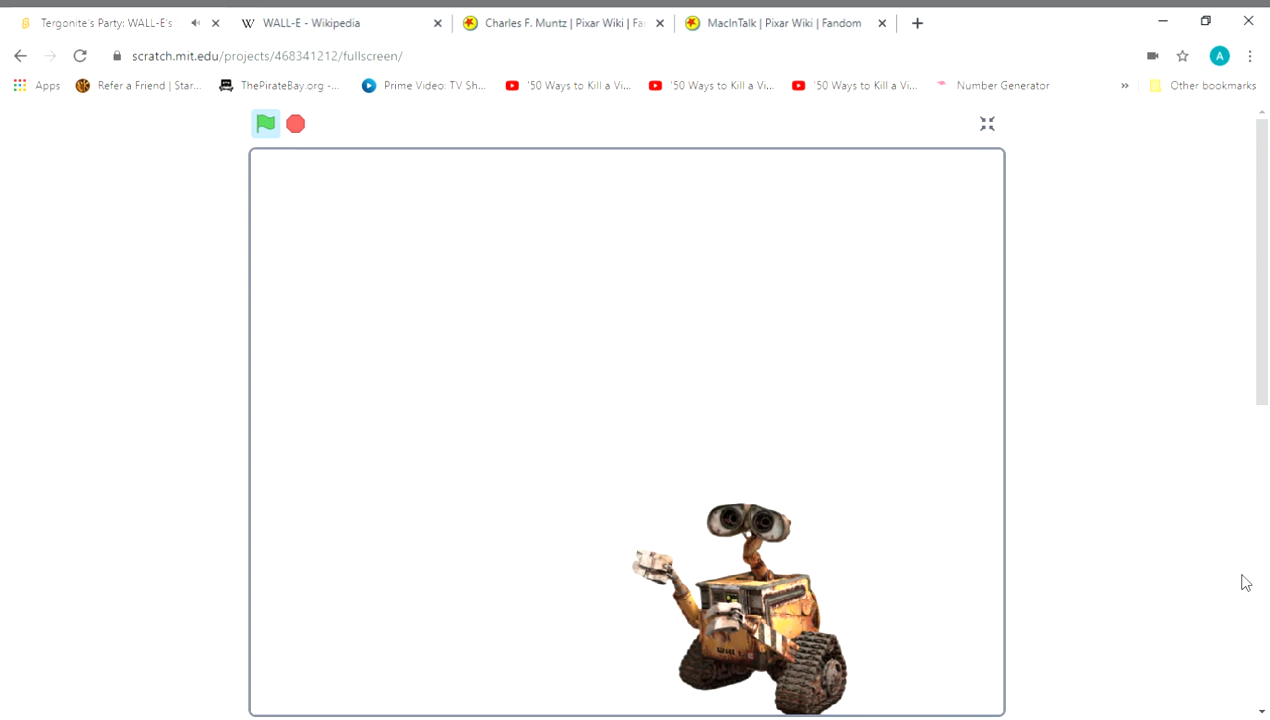 Tergonite's Party: WALL-E's
WALL-E - Wikipedia
Charles F. Muntz | Pixar Wiki | Fa
MacInTalk | Pixar Wiki | Fandom
scratch.mit.edu/projects/468341212/fullscreen/
A
Apps
Refer a Friend | Star...
ThePirateBay.org -...
Prime Video: TV Sh...
'50 Ways to Kill a Vi...
'50 Ways to Kill a Vi...
'50 Ways to Kill a Vi...
Number Generator
»
Other bookmarks
WALL•E